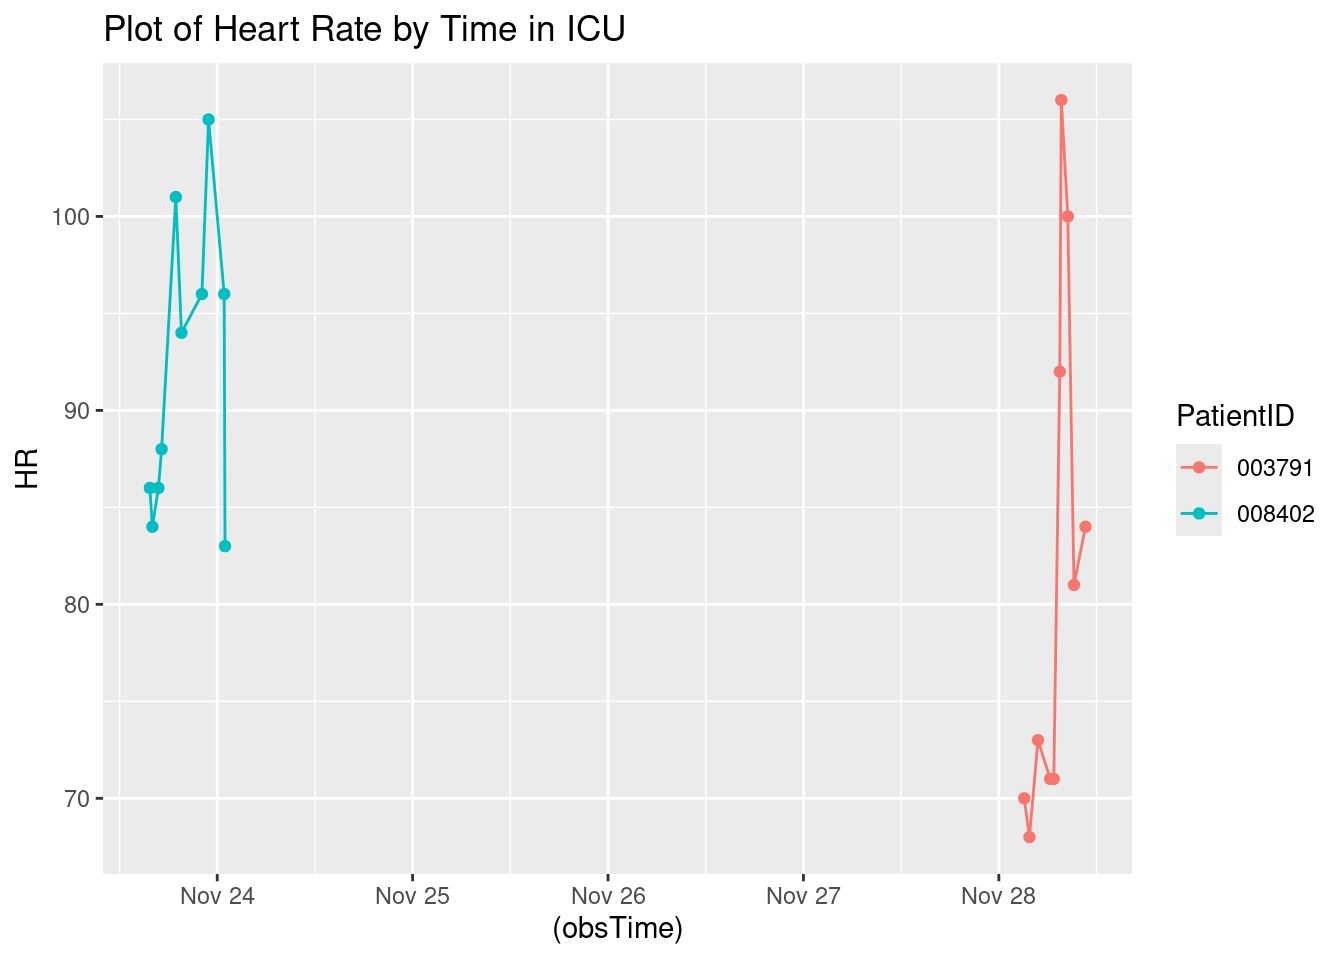 Plot of Heart Rate by Time in ICU
100
90
80
70
HR
Nov 24
Nov 25
Nov 26
Nov 27
Nov 28
(obsTime)
PatientID
003791
008402